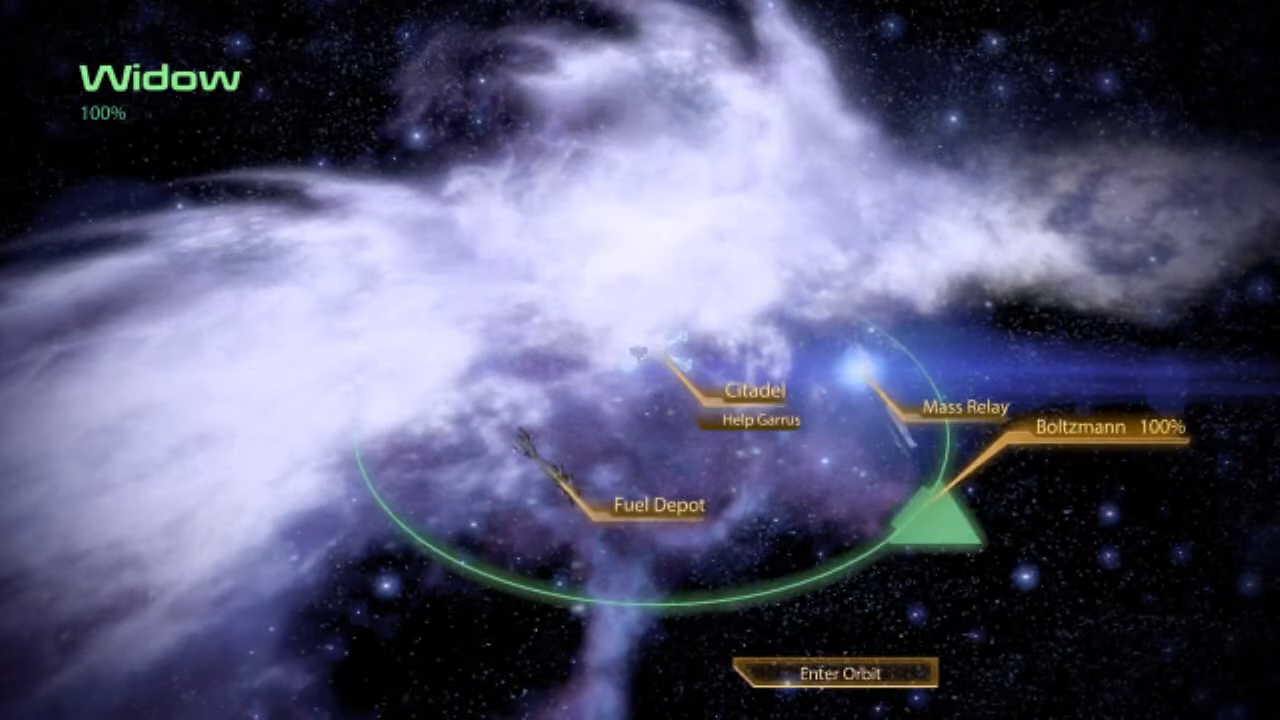 Widow
100%
Citadel
Help Garrus
Mass Relay
Boltzmann 100%
Fuel Depot
Enter Orbit